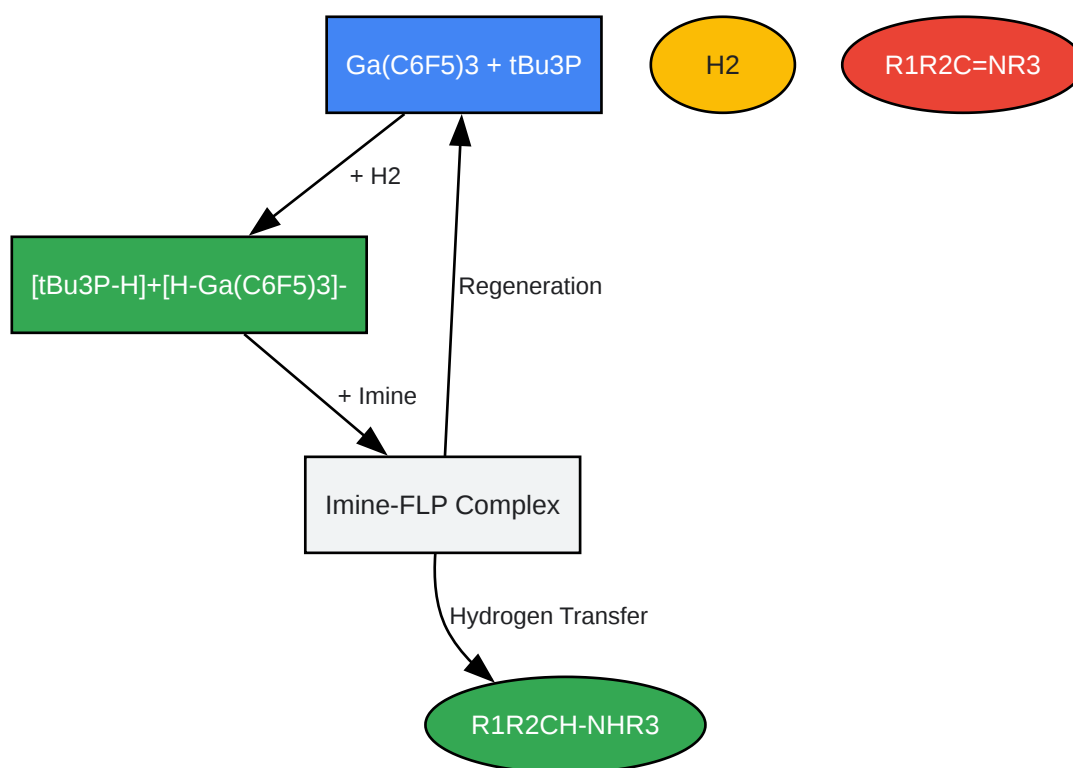 Ga(C6F5)3 + tBu3P
H2
R1R2C=NR3
+ H2
[tBu3P-H]+[H-Ga(C6F5)3]-
Regeneration
+ Imine
Imine-FLP Complex
Hydrogen Transfer
R1R2CH-NHR3